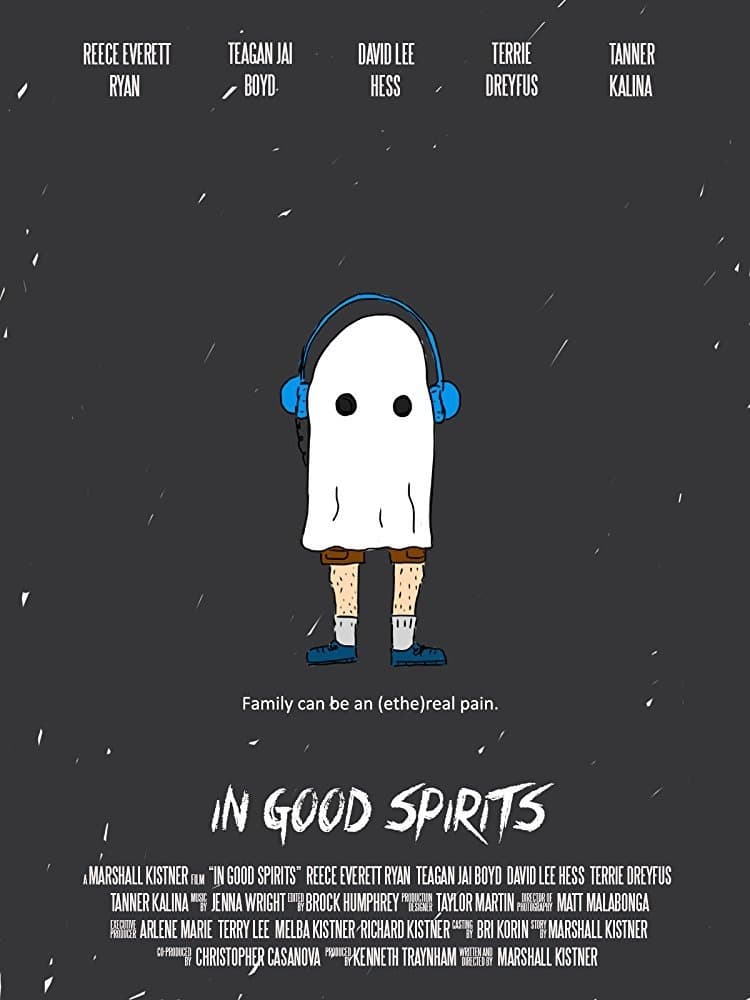 REECE EVERETT RYAN
TEAGAN JAI BOYD
DAVID LEE HESS
TERRIE DREYFUS
TANNER KALINA
Family can be an (ethe)real pain.
IN GOOD SPIRITS
A MARSHALL KISTNER FILM "IN GOOD SPIRITS" REECE EVERETT RYAN TEAGAN JAI BOYD DAVID LEE HESS TERRIE DREYFUS
TANNER KALINA MUSIC BY JENNA WRIGHT EDITED BY BROCK HUMPHREY PRODUCTION DESIGNER TAYLOR MARTIN DIRECTOR OF PHOTOGRAPHY MATT MALABONGA
EXECUTIVE PRODUCER ARLENE MARIE TERRY LEE MELBA KISTNER RICHARD KISTNER CASTING BY BRI KORIN STORY BY MARSHALL KISTNER
CO-PRODUCED BY CHRISTOPHER CASANOVA PRODUCED BY KENNETH TRAYNHAM WRITTEN AND DIRECTED BY MARSHALL KISTNER